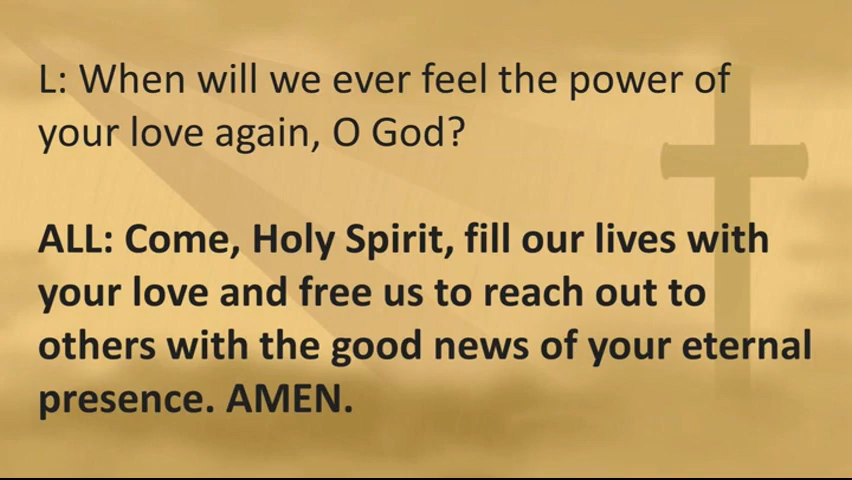 L: When will we ever feel the power of
your love again, O God?
ALL: Come, Holy Spirit, fill our lives with
your love and free us to reach out to
others with the good news of your eternal
presence. AMEN.